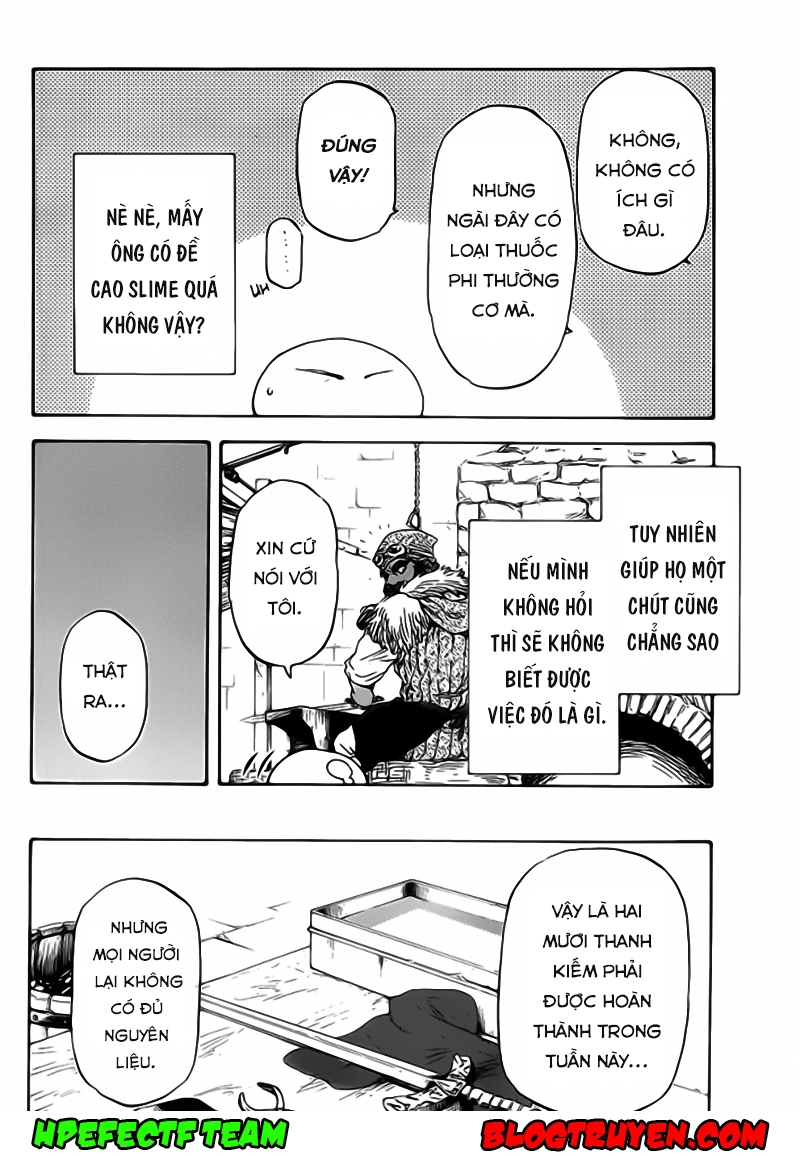 KHÔNG,
KHÔNG CÓ
ÍCH GÌ
ĐÂU.
NHƯNG
NGÀI ĐÂY CÓ
LOẠI THUỐC
PHI THƯỜNG
CƠ MÀ.
ĐÚNG
VẬY!
......
UH
NÈ NÈ, MẤY
ÔNG CÓ ĐỀ
CAO SLIME QUÁ
KHÔNG VẬY?
TUY NHIÊN
GIÚP HỌ MỘT
CHÚT CŨNG
CHẲNG SAO
NẾU MÌNH
KHÔNG HỎI
THÌ SẼ KHÔNG
BIẾT ĐƯỢC
VIỆC ĐÓ LÀ GÌ.
XIN CỨ
NÓI VỚI
TÔI.
THẬT
RA...
VẬY LÀ HAI
MƯƠI THANH
KIẾM PHẢI
ĐƯỢC HOÀN
THÀNH TRONG
TUẦN NÀY...
NHƯNG
MỌI NGƯỜI
LẠI KHÔNG
CÓ ĐỦ
NGUYÊN
LIỆU.
UPEFECTF TEAM
BLOGTRUYEN.COM